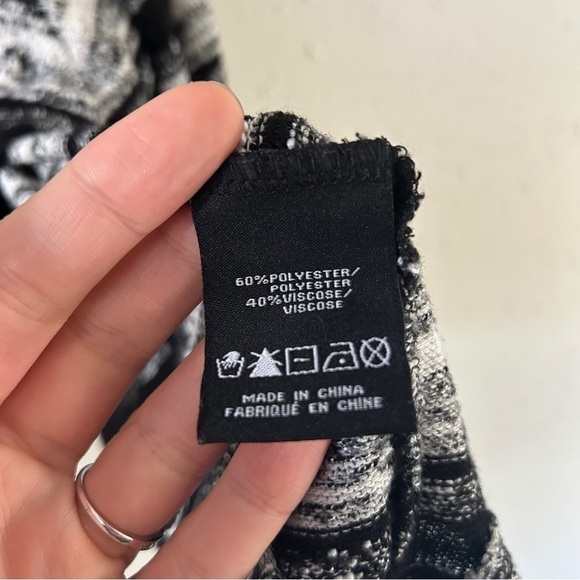 60%POLYESTER/
POLYESTER
40%VISCOSE/
VISCOSE
MADE IN CHINA
FABRIQUÉ EN CHINE